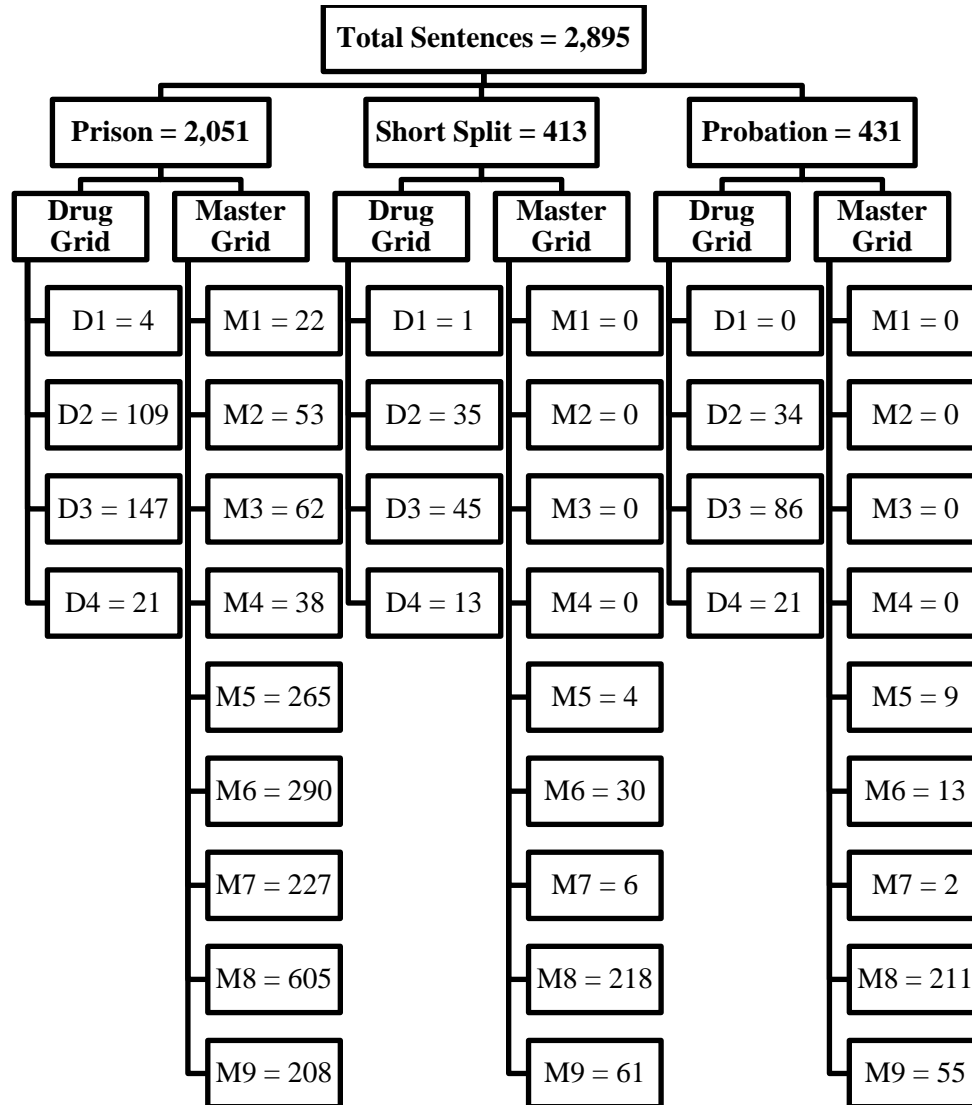 Total Sentences = 2,895
Prison = 2,051
Short Split = 413
Probation = 431
Drug
Grid
Master
Grid
Drug
Grid
Master
Grid
Drug
Grid
Master
Grid
D1 = 4
M1 = 22
D1 = 1
M1 = 0
D1 = 0
M1 = 0
D2 = 109
M2 = 53
D2 = 35
M2 = 0
D2 = 34
M2 = 0
D3 = 147
M3 = 62
D3 = 45
M3 = 0
D3 = 86
M3 = 0
D4 = 21
M4 = 38
D4 = 13
M4 = 0
D4 = 21
M4 = 0
M5 = 265
M5 = 4
M5 = 9
M6 = 290
M6 = 30
M6 = 13
M7 = 227
M7 = 6
M7 = 2
M8 = 605
M8 = 218
M8 = 211
M9 = 208
M9 = 61
M9 = 55